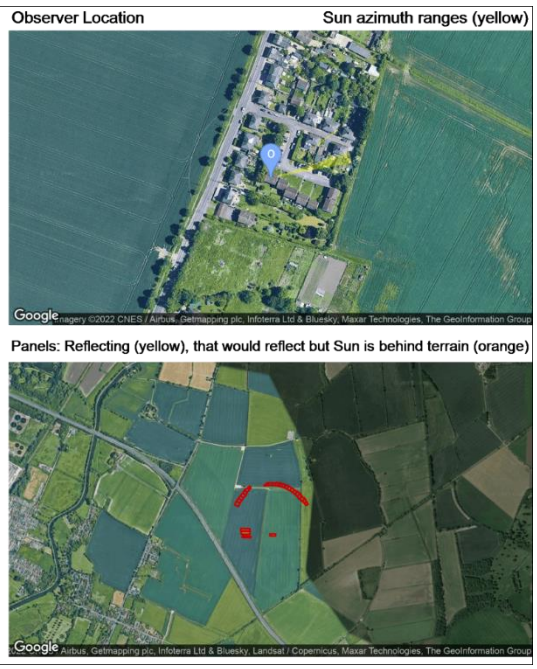 Observer Location Sun azimuth ranges (yellow)
O
Google
Imagery ©2022 CNES / Airbus, Getmapping plc, Infoterra Ltd & Bluesky, Maxar Technologies, The GeoInformation Group
Panels: Reflecting (yellow), that would reflect but Sun is behind terrain (orange)
Google
CNES / Airbus, Getmapping plc, Infoterra Ltd & Bluesky, Landsat / Copernicus, Maxar Technologies, The GeoInformation Group